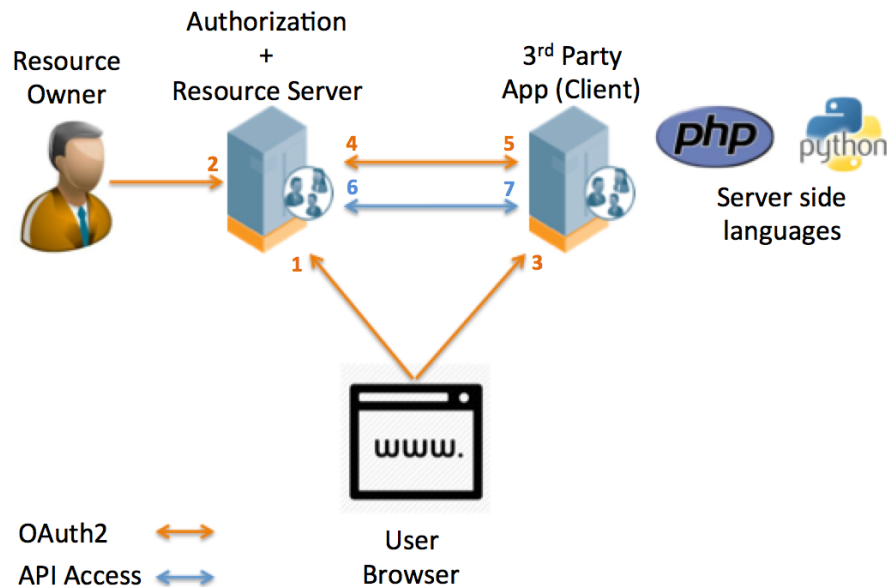 Authorization
+
Resource Server
Resource
Owner
3rd Party
App (Client)
php
python
Server side
languages
2
4
5
6
7
1
3
www.
User
Browser
OAuth2
API Access